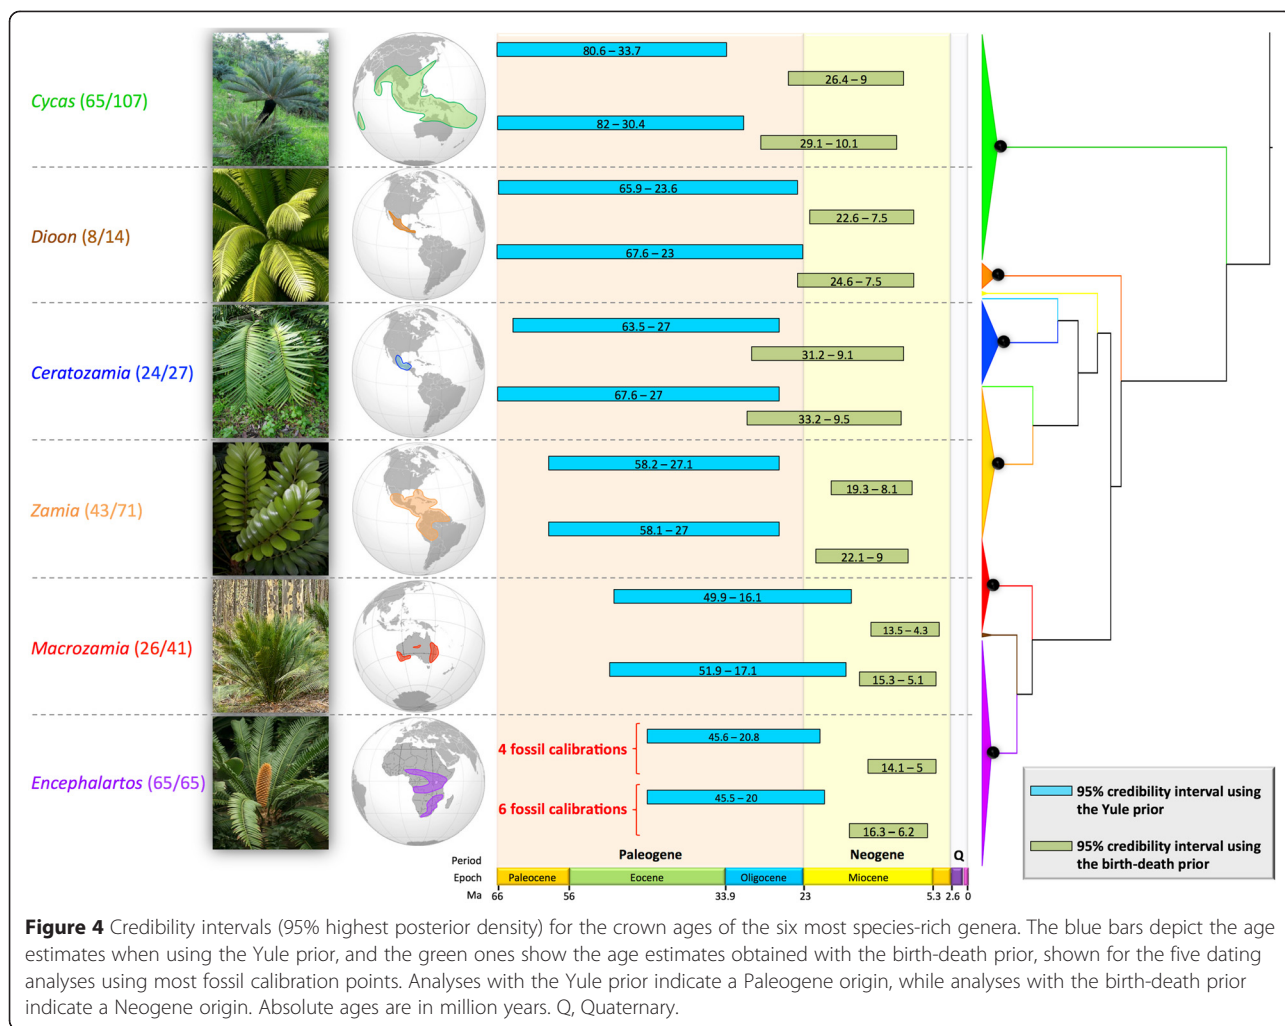 Cycas (65/107)
80.6 – 33.7
26.4 – 9
82 – 30.4
29.1 – 10.1
Dioon (8/14)
65.9 – 23.6
22.6 – 7.5
67.6 – 23
24.6 – 7.5
Ceratozamia (24/27)
63.5 – 27
31.2 – 9.1
67.6 – 27
33.2 – 9.5
Zamia (43/71)
58.2 – 27.1
19.3 – 8.1
58.1 – 27
22.1 – 9
Macrozamia (26/41)
49.9 – 16.1
13.5 – 4.3
51.9 – 17.1
15.3 – 5.1
Encephalartos (65/65)
4 fossil calibrations
45.6 – 20.8
14.1 – 5
6 fossil calibrations
45.5 – 20
16.3 – 6.2
95% credibility interval using
the Yule prior
95% credibility interval using
the birth-death prior
Period Paleogene Neogene Q
Epoch Paleocene Eocene Oligocene Miocene
Ma 66 56 33.9 23 5.3 2.6 0
Figure 4 Credibility intervals (95% highest posterior density) for the crown ages of the six most species-rich genera. The blue bars depict the age
estimates when using the Yule prior, and the green ones show the age estimates obtained with the birth-death prior, shown for the five dating
analyses using most fossil calibration points. Analyses with the Yule prior indicate a Paleogene origin, while analyses with the birth-death prior
indicate a Neogene origin. Absolute ages are in million years. Q, Quaternary.